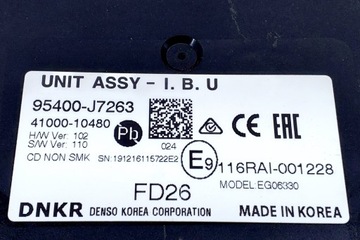 UNIT ASSY - I. B. U
95400-J7263
41000-10480
H/W Ver: 102
S/W Ver: 110
CD NON SMK
Pb
024
SN:191216115722E2
CE EAC
E9 116RAI-001228
FD26
MODEL:EG06330
DNKR DENSO KOREA CORPORATION MADE IN KOREA